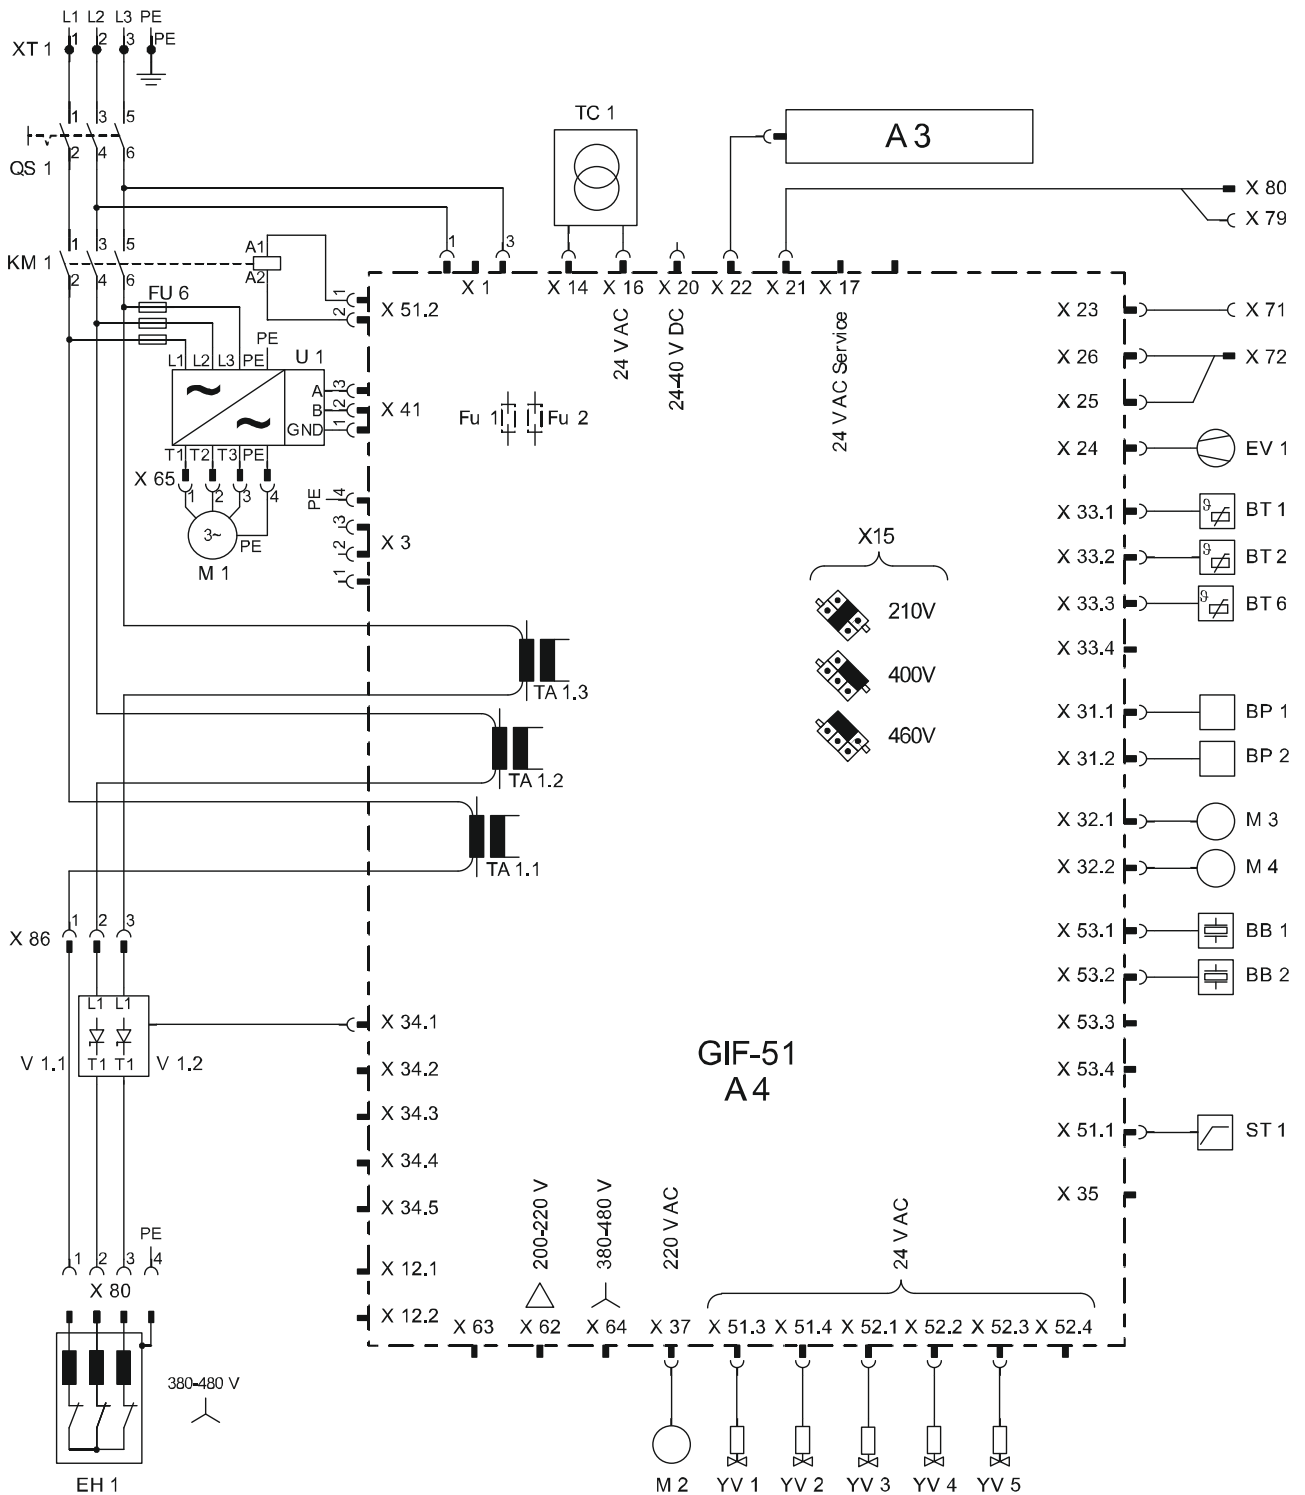 L1 L2 L3 PE
XT 1 1 2 3 PE
TC 1
A 3
1 3 5
QS 1 2 4 6
X 80
X 79
1 3 5
KM 1 2 4 6
A1
A2
1 3
X 1 X 14 X 16 X 20 X 22 X 21 X 17
24 V AC
24-40 V DC
24 V AC Service
FU 6
1
2
X 51.2
X 23 X 71
X 26 X 72
X 25
X 24 EV 1
L1 L2 L3 PE PE
U 1
A 3
B 2
GND 1
X 41
Fu 1 Fu 2
T1 T2 T3 PE
X 65 1 2 3 4
3~
PE
M 1
PE 4
3
2
1
X 3
X 33.1 BT 1
X 33.2 BT 2
X 33.3 BT 6
X 33.4
ϑ
ϑ
ϑ
X15
210V
400V
460V
TA 1.3
TA 1.2
TA 1.1
X 31.1 BP 1
X 31.2 BP 2
X 32.1 M 3
X 32.2 M 4
X 86 1 2 3
X 53.1 BB 1
X 53.2 BB 2
X 53.3
X 53.4
L1 L1
V 1.1 T1 T1 V 1.2
X 34.1
X 34.2
X 34.3
X 34.4
X 34.5
GIF-51
A 4
X 51.1 ST 1
X 35
X 12.1
X 12.2
200-220 V
380-480 V
220 V AC
24 V AC
PE
1 2 3 4
X 80
X 63 X 62 X 64 X 37 X 51.3 X 51.4 X 52.1 X 52.2 X 52.3 X 52.4
380-480 V
EH 1
M 2 YV 1 YV 2 YV 3 YV 4 YV 5